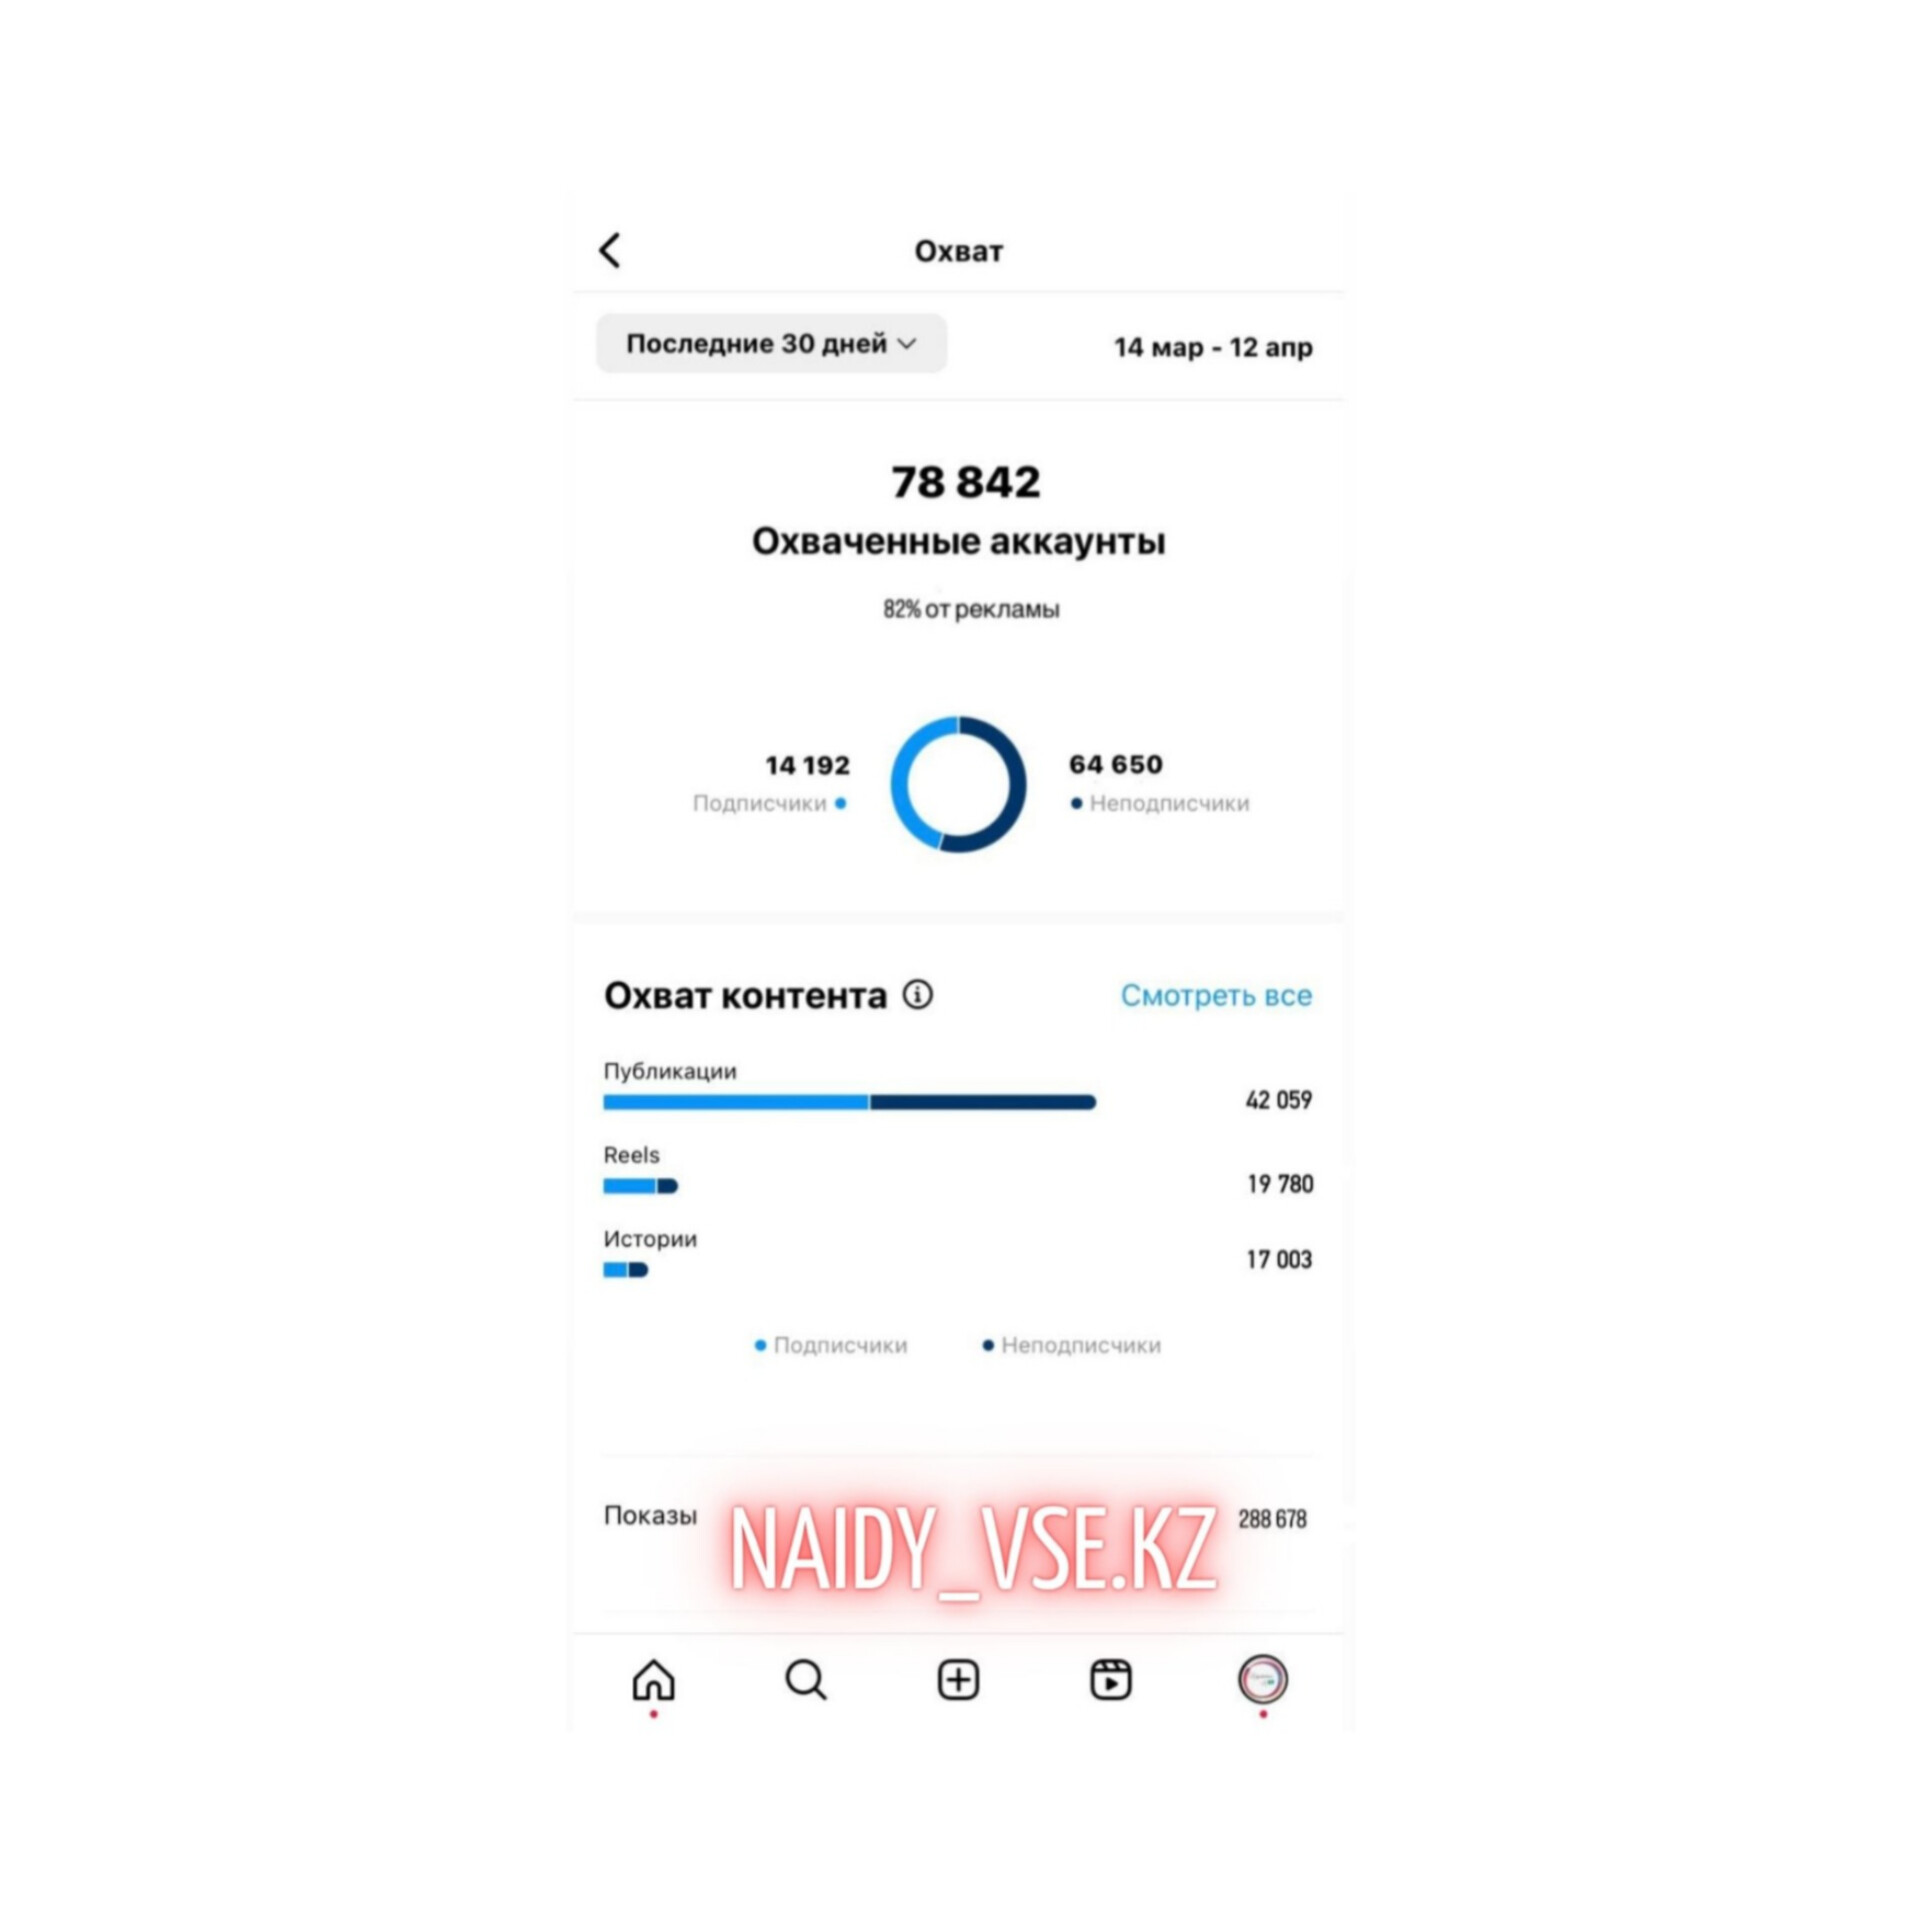 Охват
Последние 30 дней
14 мар - 12 апр
78 842
Охваченные аккаунты
82% от рекламы
14 192
Подписчики
64 650
Неподписчики
Охват контента
Смотреть все
Публикации
42 059
Reels
19 780
Истории
17 003
Подписчики
Неподписчики
Показы
NAIDY_VSE.KZ
288 678